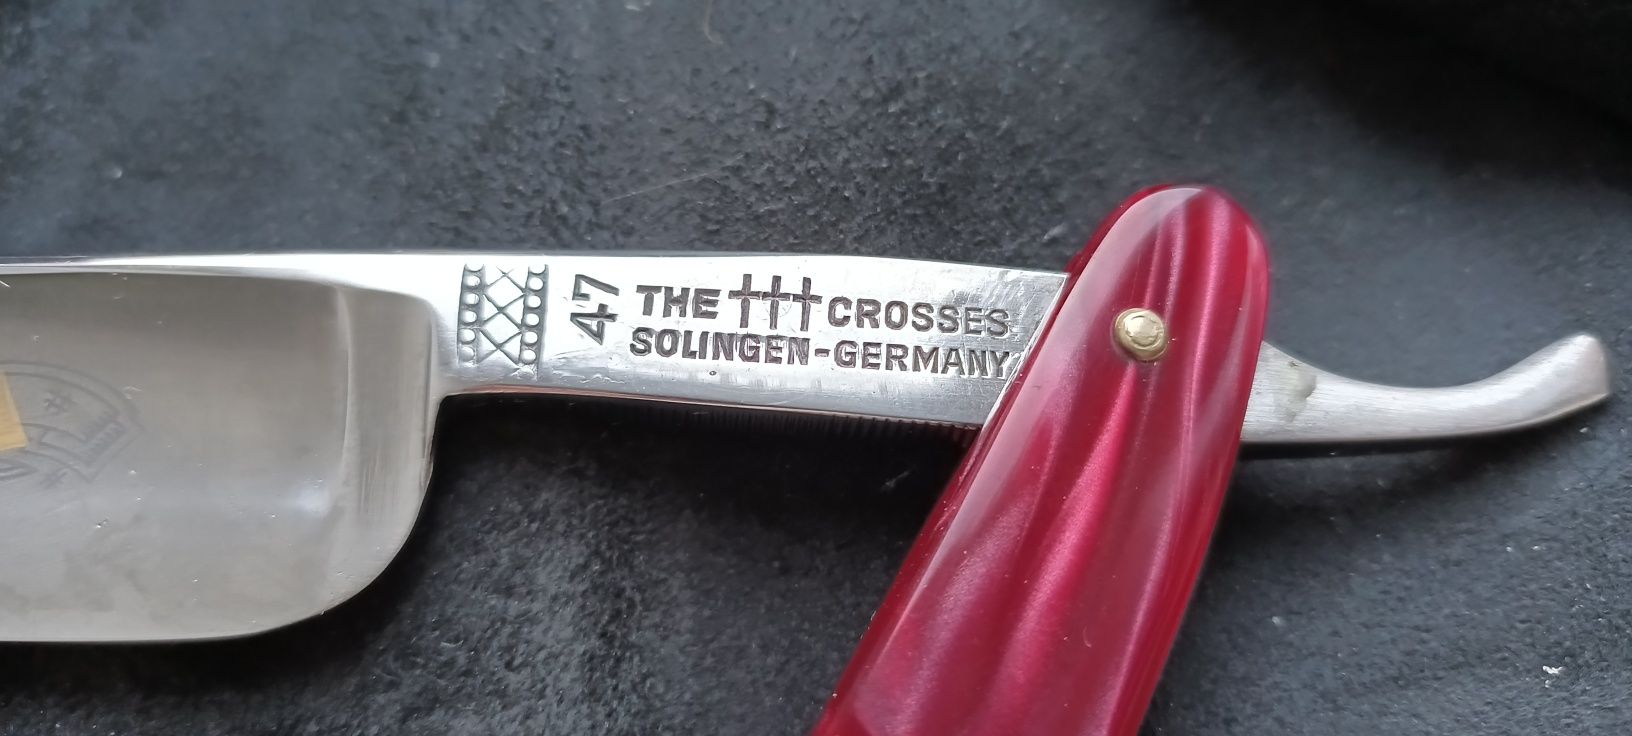 47
THE ††† CROSSES
SOLINGEN-GERMANY